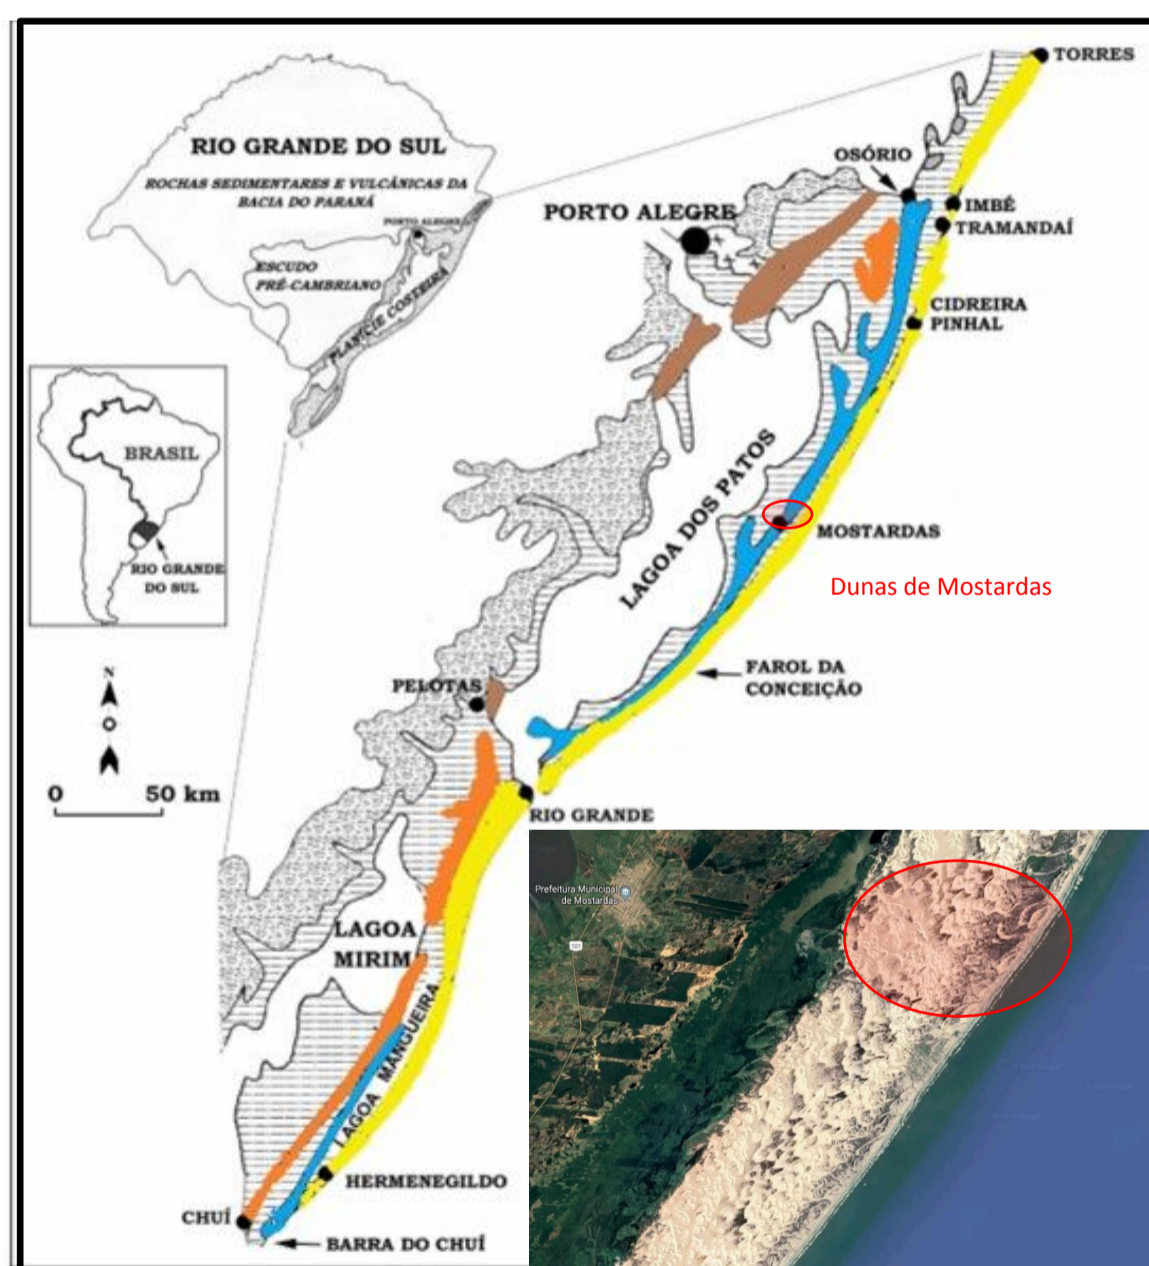 TORRES
RIO GRANDE DO SUL
ROCHAS SEDIMENTARES E VULCÂNICAS DA
BACIA DO PARANÁ
PORTO ALEGRE
ESCUDO
PRÉ-CAMBRIANO
PLANÍCIE COSTEIRA
OSÓRIO
PORTO ALEGRE
IMBÉ
TRAMANDAÍ
CIDREIRA
PINHAL
BRASIL
RIO GRANDE
DO SUL
LAGOA DOS PATOS
MOSTARDAS
Dunas de Mostardas
FAROL DA
CONCEIÇÃO
N
PELOTAS
0 50 km
RIO GRANDE
Prefeitura Municipal
de Mostardas
101
LAGOA
MIRIM
LAGOA MANGUEIRA
HERMENEGILDO
CHUÍ
BARRA DO CHUÍ